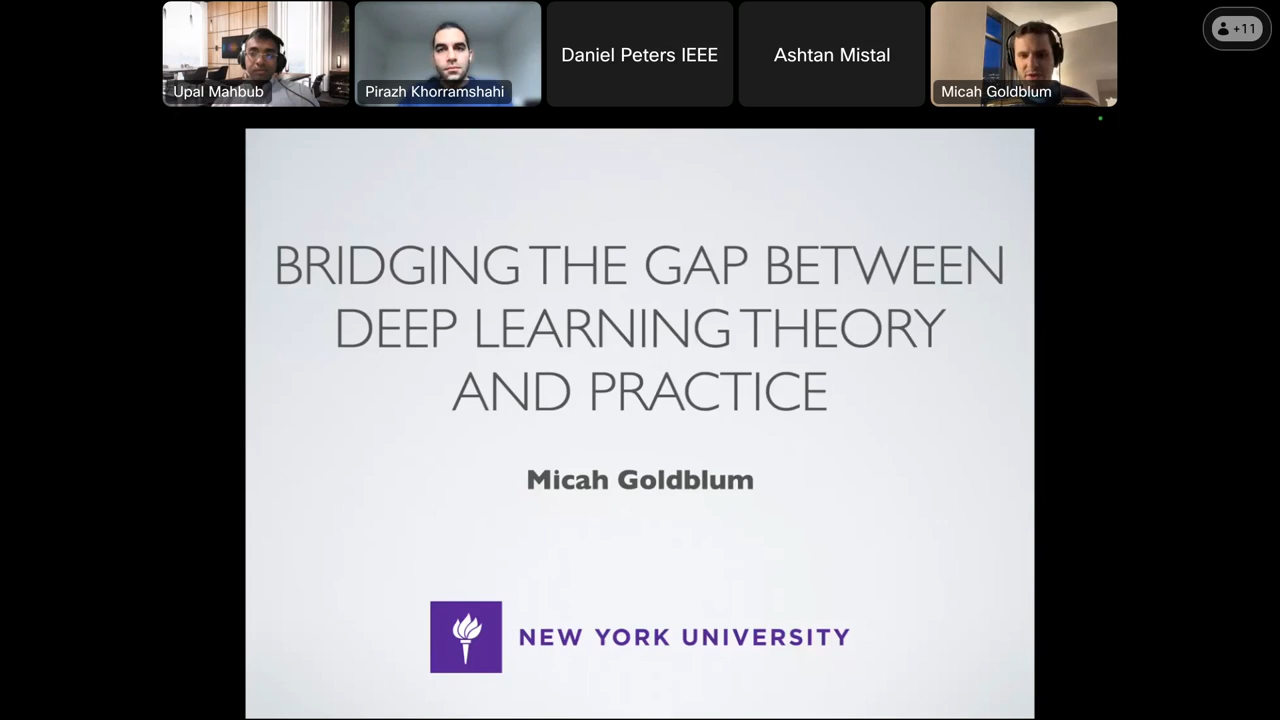 Upal Mahbub
Pirazh Khorramshahi
Daniel Peters IEEE
Ashtan Mistal
Micah Goldblum
+11
BRIDGING THE GAP BETWEEN
DEEP LEARNING THEORY
AND PRACTICE
Micah Goldblum
NEW YORK UNIVERSITY